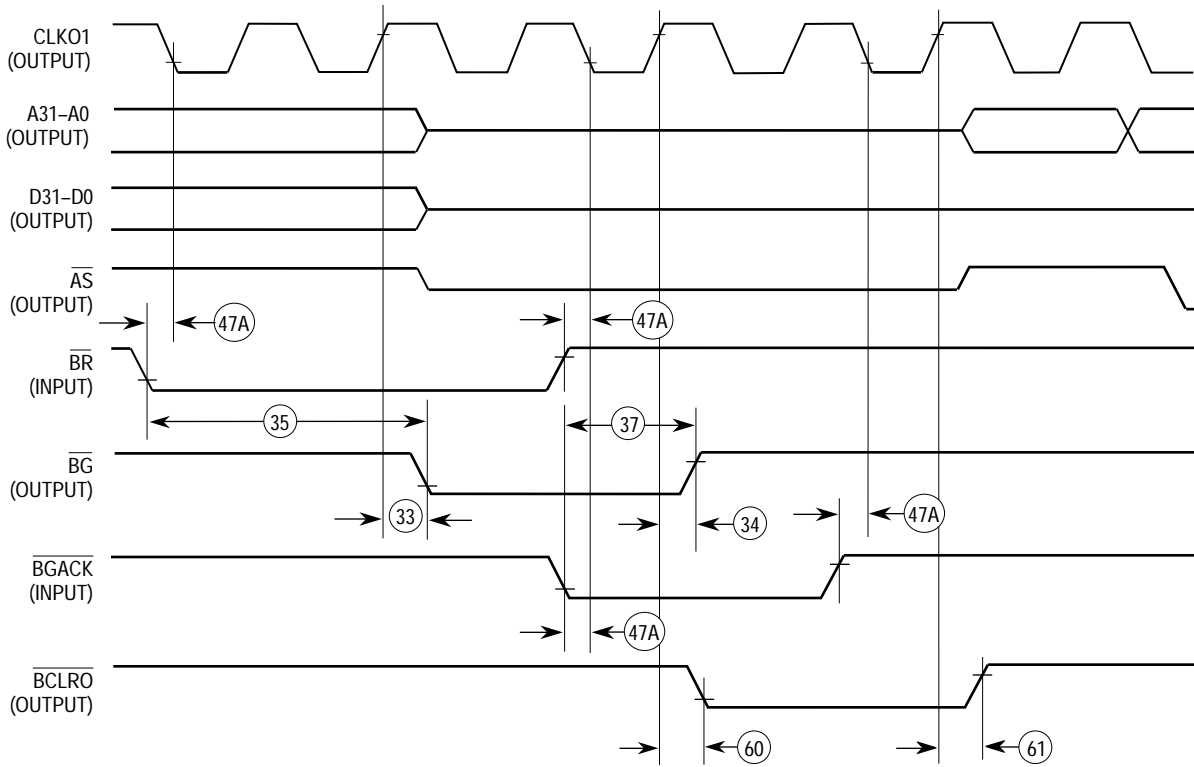 CLKO1
(OUTPUT)
A31–A0
(OUTPUT)
D31–D0
(OUTPUT)
AS
(OUTPUT)
47A
47A
BR
(INPUT)
35
37
BG
(OUTPUT)
33
34
47A
BGACK
(INPUT)
47A
BCLRO
(OUTPUT)
60
61